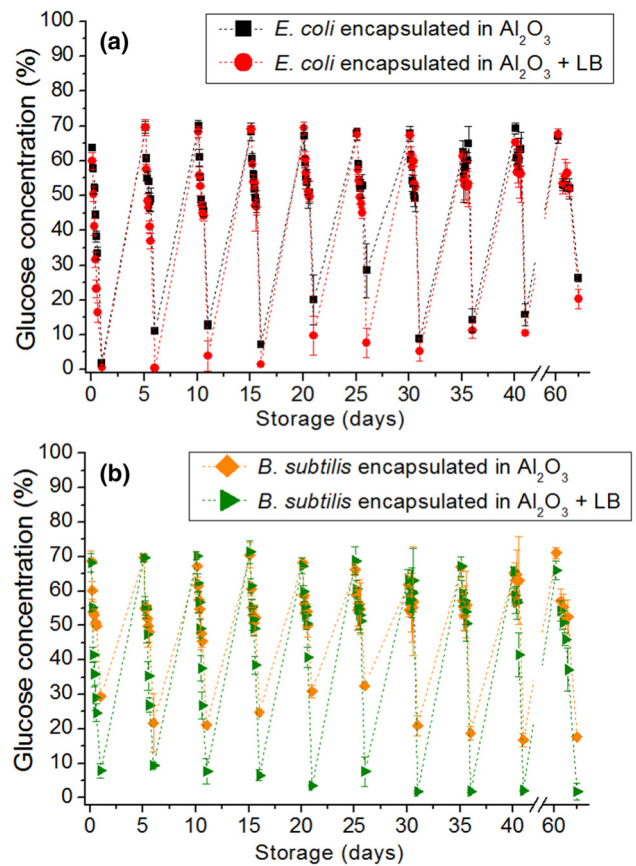 (a)
E. coli encapsulated in Al2O3
E. coli encapsulated in Al2O3 + LB
Glucose concentration (%)
100
90
80
70
60
50
40
30
20
10
0
0 5 10 15 20 25 30 35 40 60
Storage (days)
(b)
B. subtilis encapsulated in Al2O3
B. subtilis encapsulated in Al2O3 + LB
Glucose concentration (%)
100
90
80
70
60
50
40
30
20
10
0
0 5 10 15 20 25 30 35 40 60
Storage (days)